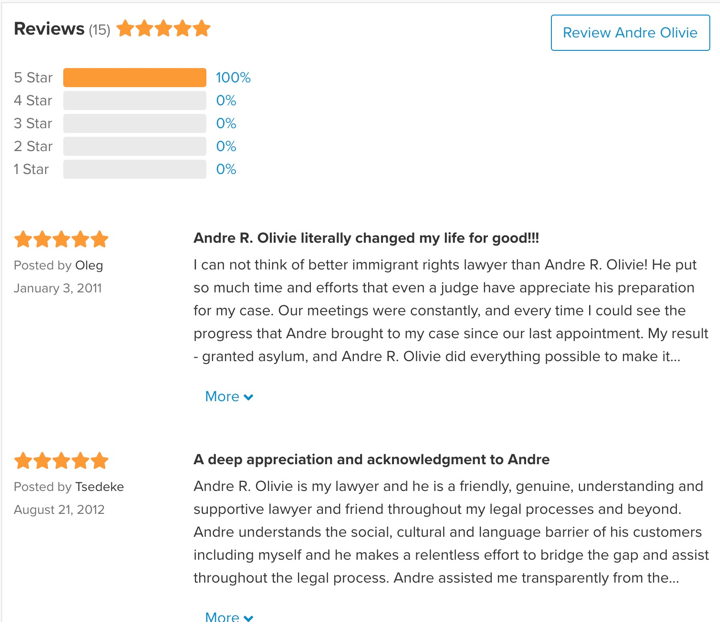 Reviews (15)
Review Andre Olivie
5 Star 100%
4 Star 0%
3 Star 0%
2 Star 0%
1 Star 0%
Andre R. Olivie literally changed my life for good!!!
Posted by Oleg
January 3, 2011
I can not think of better immigrant rights lawyer than Andre R. Olivie! He put
so much time and efforts that even a judge have appreciate his preparation
for my case. Our meetings were constantly, and every time I could see the
progress that Andre brought to my case since our last appointment. My result
- granted asylum, and Andre R. Olivie did everything possible to make it...
More
A deep appreciation and acknowledgment to Andre
Posted by Tsedeke
August 21, 2012
Andre R. Olivie is my lawyer and he is a friendly, genuine, understanding and
supportive lawyer and friend throughout my legal processes and beyond.
Andre understands the social, cultural and language barrier of his customers
including myself and he makes a relentless effort to bridge the gap and assist
throughout the legal process. Andre assisted me transparently from the...
More